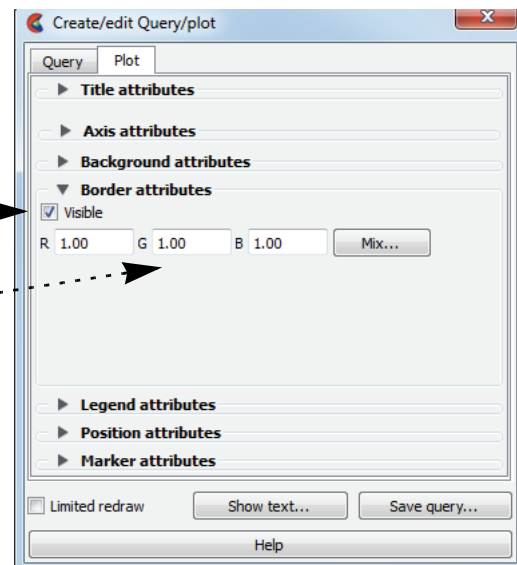 Create/edit Query/plot
Query Plot
Title attributes
Axis attributes
Background attributes
Border attributes
Visible
R 1.00 G 1.00 B 1.00 Mix...
Legend attributes
Position attributes
Marker attributes
Limited redraw Show text... Save query...
Help